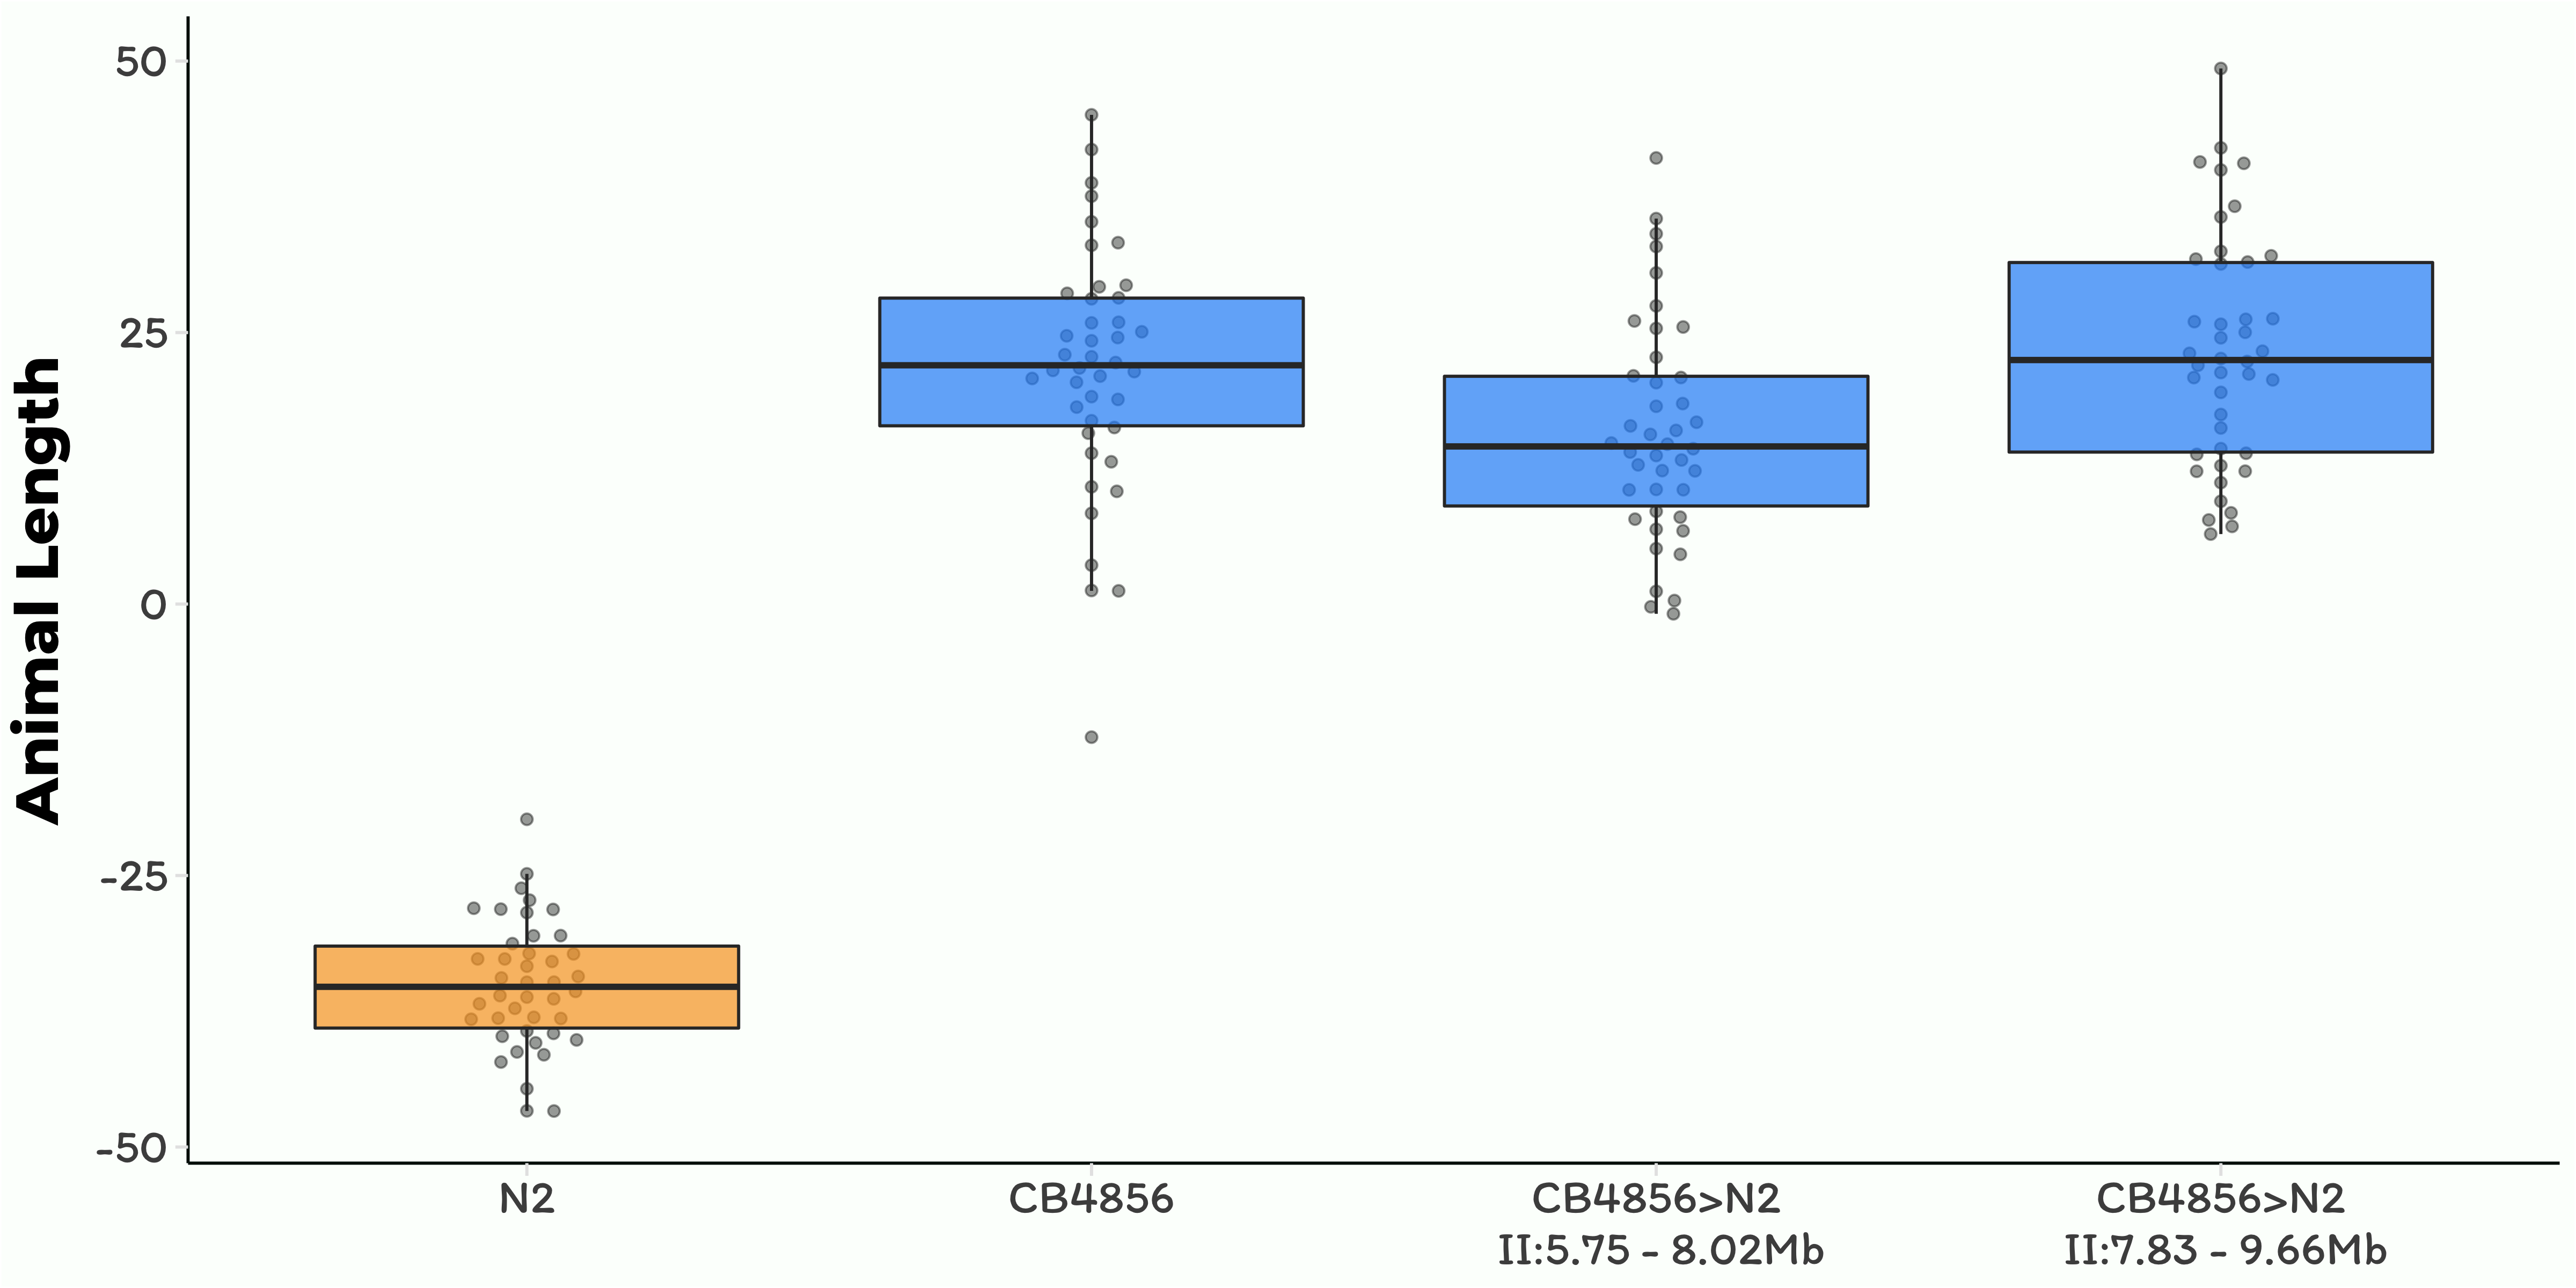 Animal Length
50
25
0
-25
-50
N2
CB4856
CB4856>N2
II:5.75 - 8.02Mb
CB4856>N2
II:7.83 - 9.66Mb